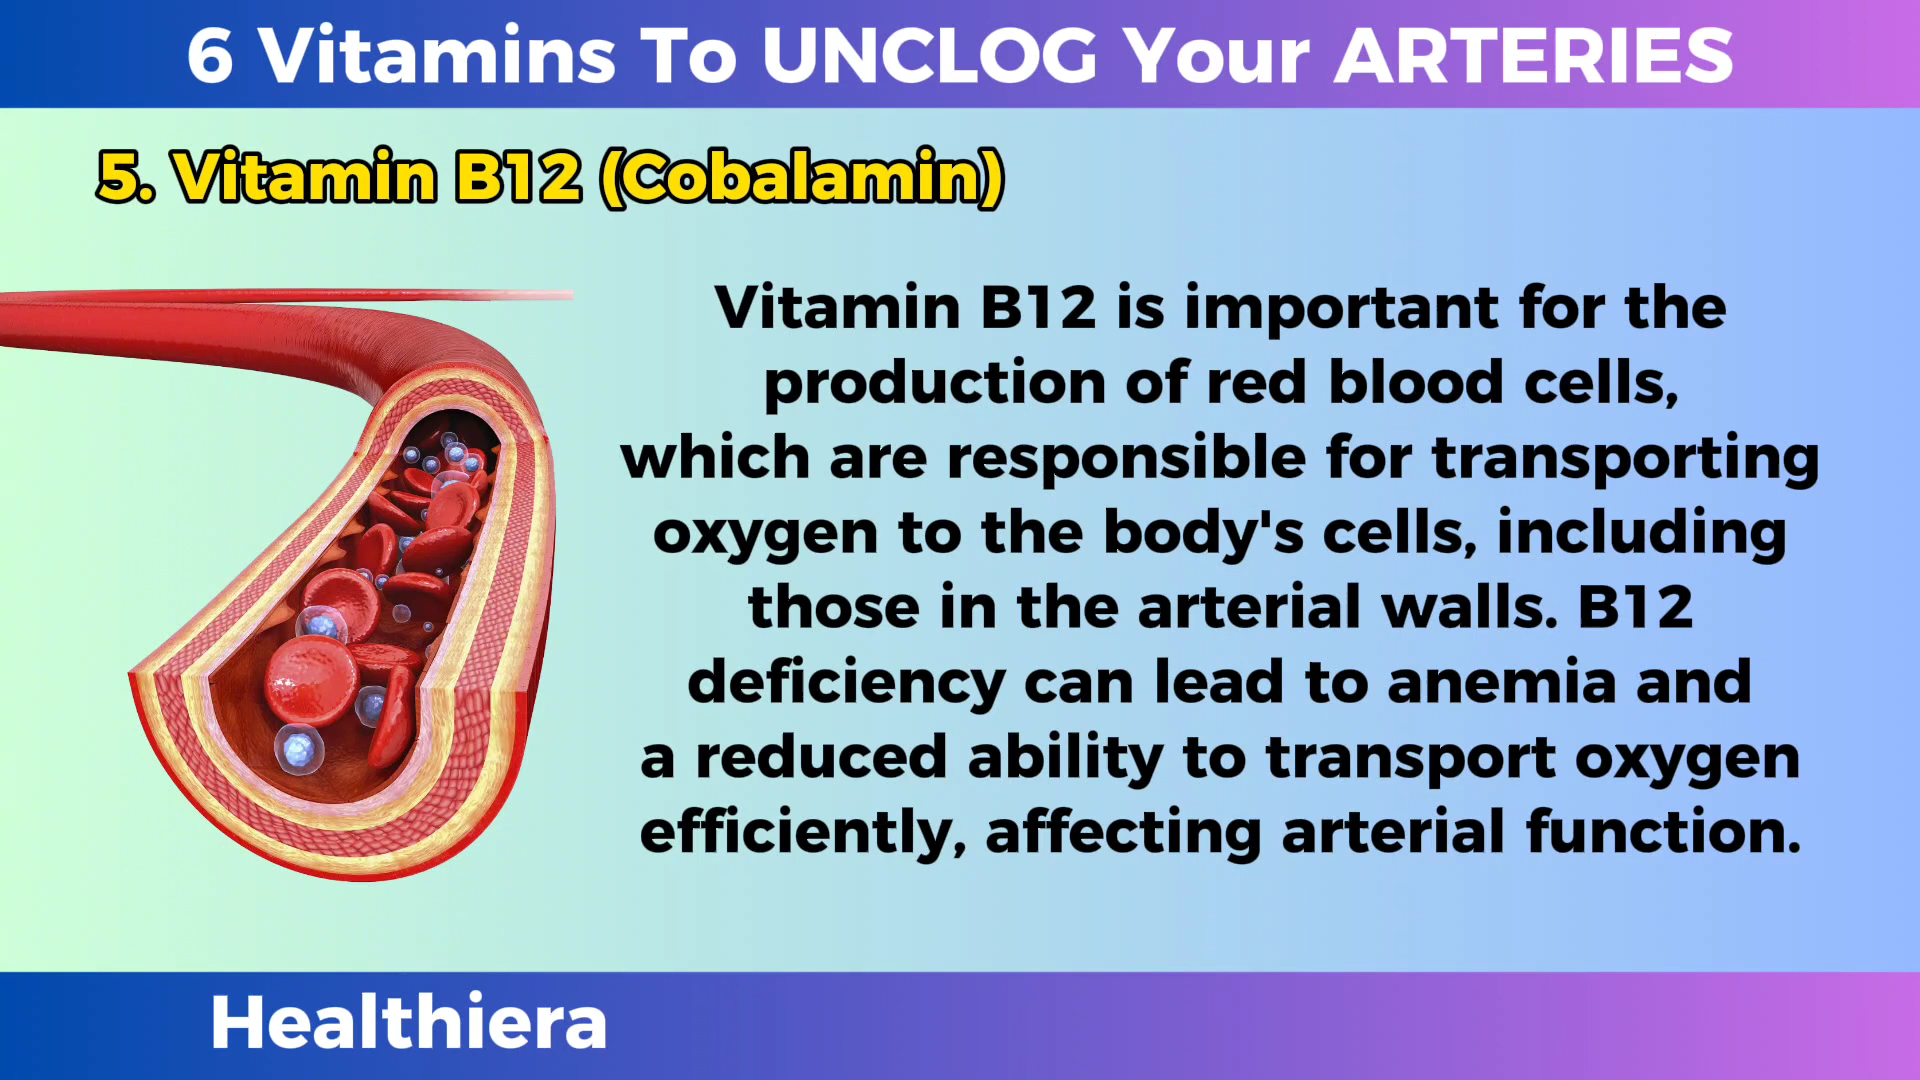 6 Vitamins To UNCLOG Your ARTERIES
5. Vitamin B12 (Cobalamin)
Vitamin B12 is important for the
production of red blood cells,
which are responsible for transporting
oxygen to the body's cells, including
those in the arterial walls. B12
deficiency can lead to anemia and
a reduced ability to transport oxygen
efficiently, affecting arterial function.
Healthiera